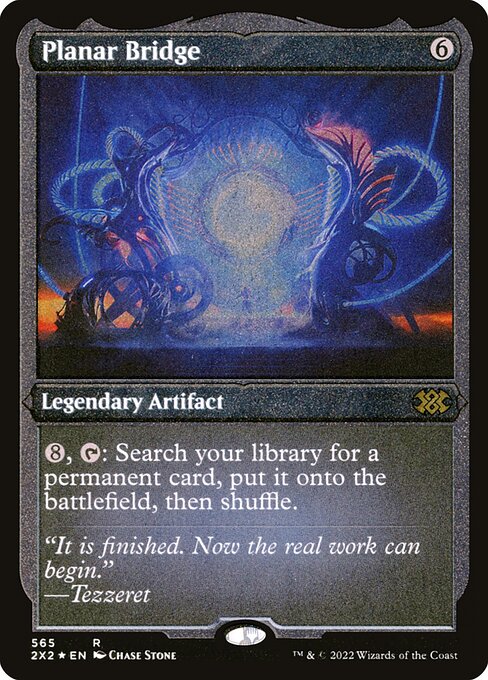 Planar Bridge 6
Legendary Artifact
8, T: Search your library for a
permanent card, put it onto the
battlefield, then shuffle.
“It is finished. Now the real work can
begin.”
—Tezzeret
565 R
2X2 ★ EN Chase Stone ™ & © 2022 Wizards of the Coast